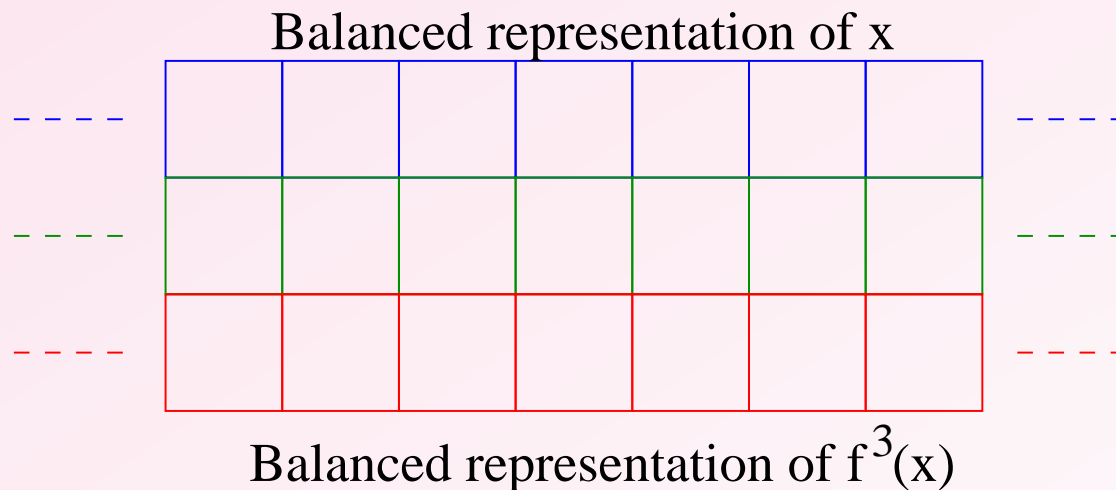 Balanced representation of x
Balanced representation of f³(x)